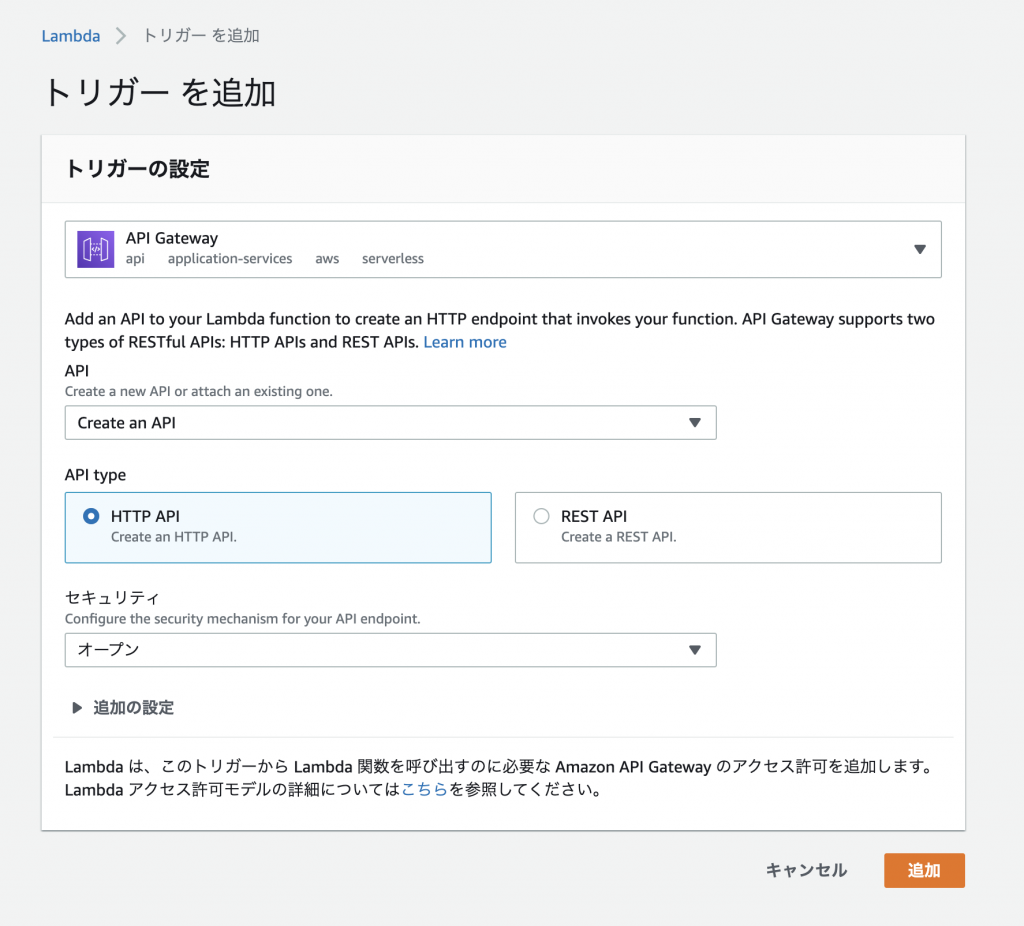 Lambda トリガー を追加
トリガー を追加
トリガーの設定
API Gateway
api application-services aws serverless
Add an API to your Lambda function to create an HTTP endpoint that invokes your function. API Gateway supports two
types of RESTful APIs: HTTP APIs and REST APIs. Learn more
API
Create a new API or attach an existing one.
Create an API
API type
HTTP API
Create an HTTP API.
REST API
Create a REST API.
セキュリティ
Configure the security mechanism for your API endpoint.
オープン
追加の設定
Lambda は、このトリガーから Lambda 関数を呼び出すのに必要な Amazon API Gateway のアクセス許可を追加します。
Lambda アクセス許可モデルの詳細についてはこちらを参照してください。
キャンセル 追加